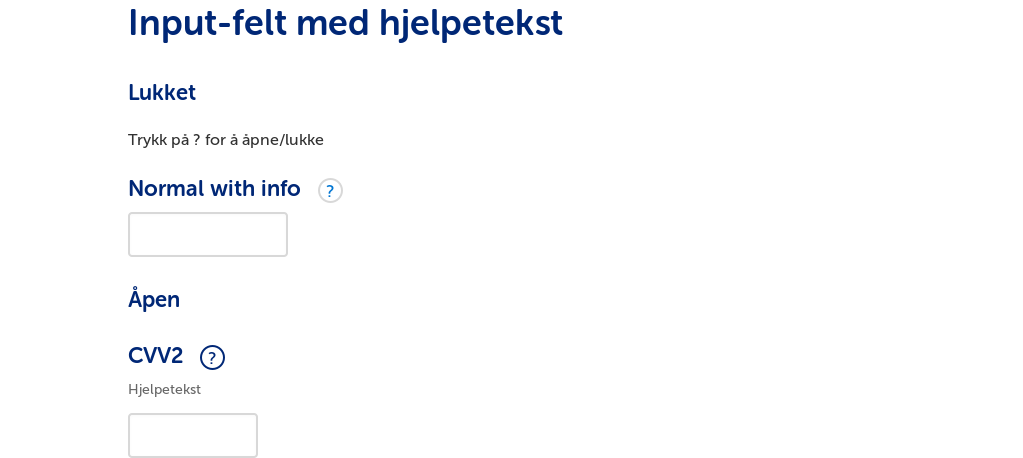 Input-felt med hjelpetekst
Lukket
Trykk på ? for å åpne/lukke
Normal with info ?
Åpen
CVV2 ?
Hjelpetekst